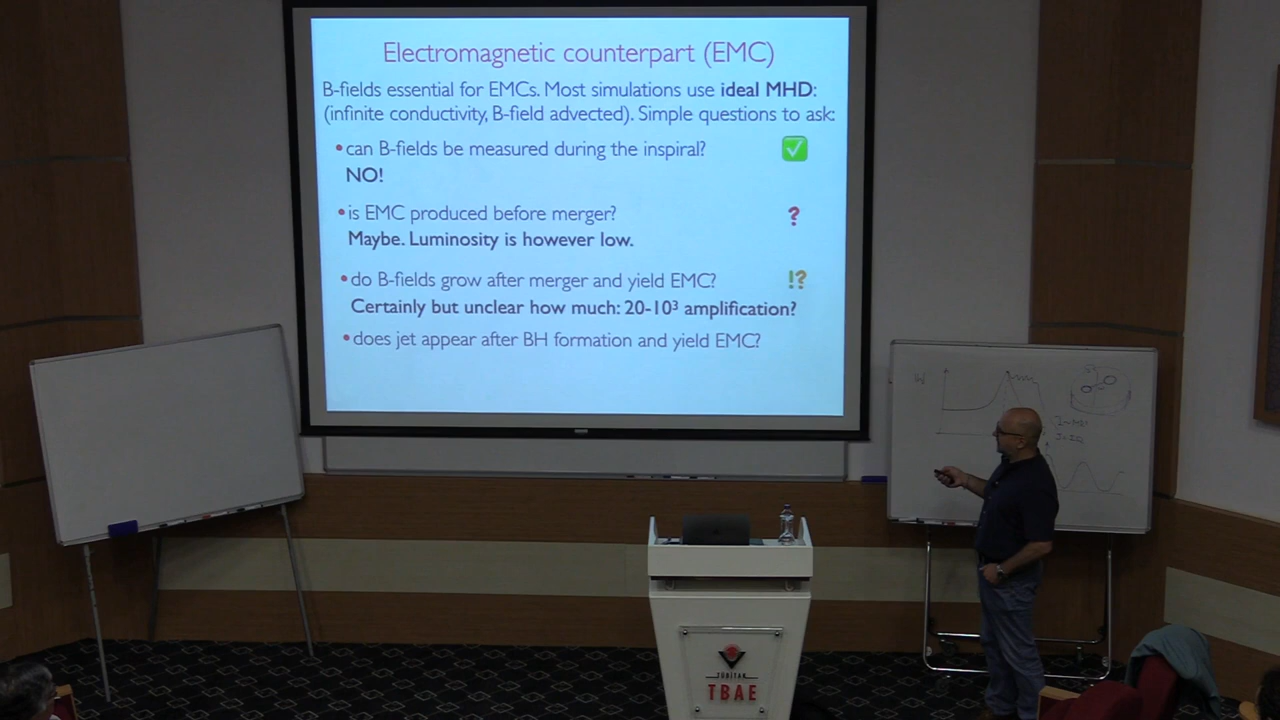 Electromagnetic counterpart (EMC)
B-fields essential for EMCs. Most simulations use ideal MHD:
(infinite conductivity, B-field advected). Simple questions to ask:
•can B-fields be measured during the inspiral?
NO!
•is EMC produced before merger?
?
Maybe. Luminosity is however low.
•do B-fields grow after merger and yield EMC?
!?
Certainly but unclear how much: 20-10³ amplification?
•does jet appear after BH formation and yield EMC?
TÜBİTAK
TBAE